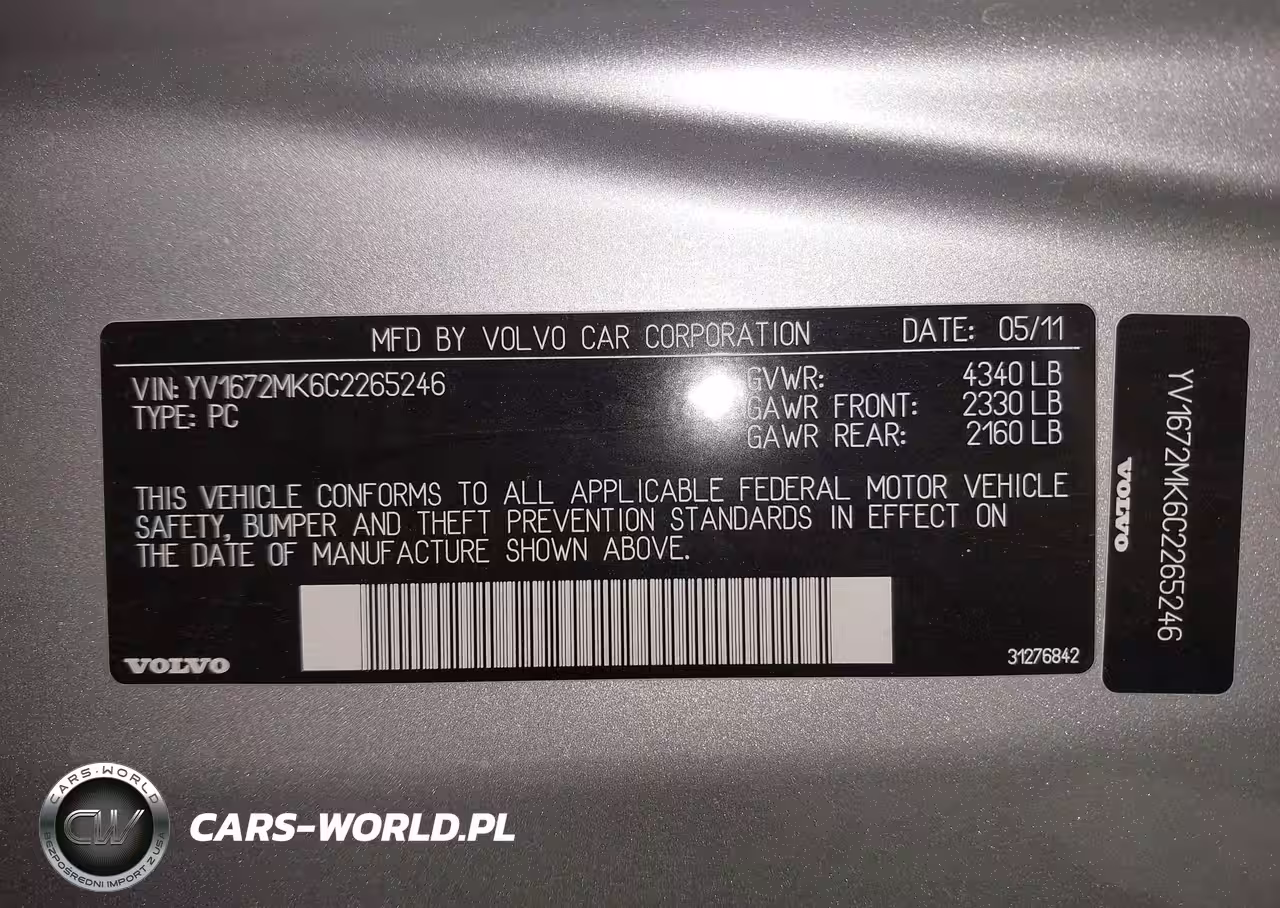 MFD BY VOLVO CAR CORPORATION DATE: 05/11
VIN: YV1672MK6C2265246
TYPE: PC
GVWR: 4340 LB
GAWR FRONT: 2330 LB
GAWR REAR: 2160 LB
THIS VEHICLE CONFORMS TO ALL APPLICABLE FEDERAL MOTOR VEHICLE
SAFETY, BUMPER AND THEFT PREVENTION STANDARDS IN EFFECT ON
THE DATE OF MANUFACTURE SHOWN ABOVE.
VOLVO
31276842
YV1672MK6C2265246
VOLVO
CARS-WORLD
CW
BEZPOŚREDNI IMPORT Z USA
CARS-WORLD.PL